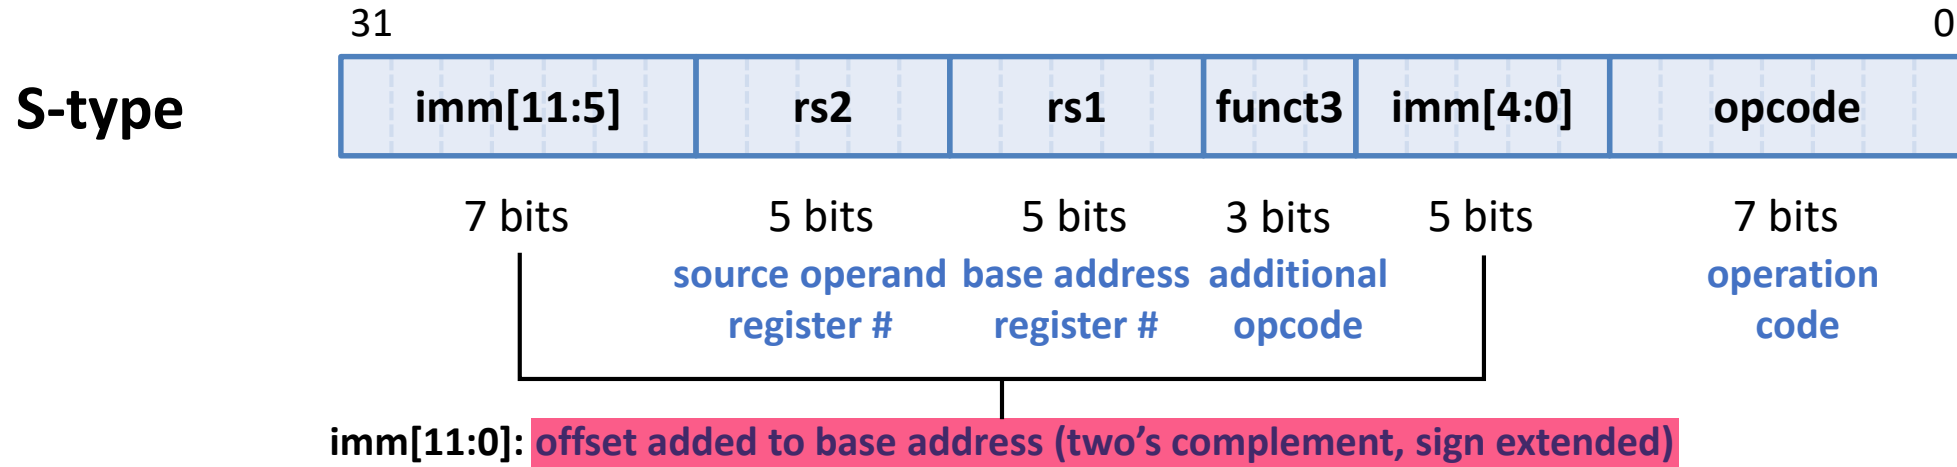 31 0
S-type imm[11:5] rs2 rs1 funct3 imm[4:0] opcode
7 bits 5 bits 5 bits 3 bits 5 bits 7 bits
source operand base address additional operation
register # register # opcode code
imm[11:0]: offset added to base address (two’s complement, sign extended)